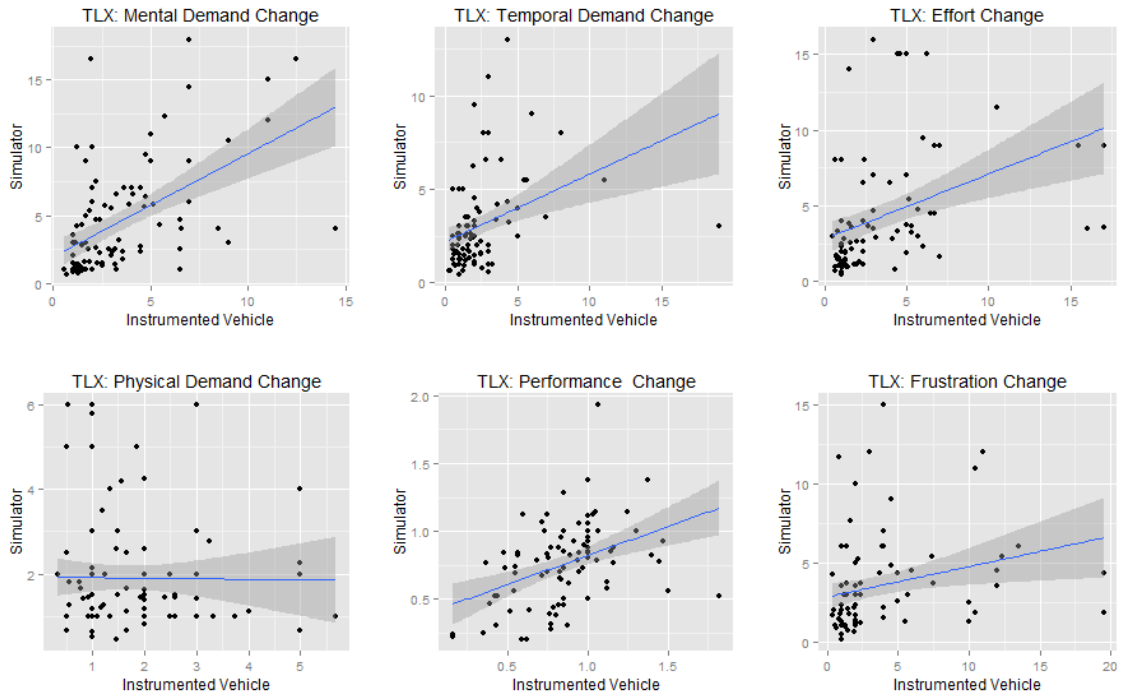 TLX: Mental Demand Change
15
10
5
0
Simulator
0
5
10
15
Instrumented Vehicle
TLX: Temporal Demand Change
10
5
0
Simulator
0
5
10
15
Instrumented Vehicle
TLX: Effort Change
15
10
5
0
Simulator
0
5
10
15
Instrumented Vehicle
TLX: Physical Demand Change
6
4
2
Simulator
1
2
3
4
5
Instrumented Vehicle
TLX: Performance Change
2.0
1.5
1.0
0.5
Simulator
0.5
1.0
1.5
Instrumented Vehicle
TLX: Frustration Change
15
10
5
0
Simulator
0
5
10
15
20
Instrumented Vehicle